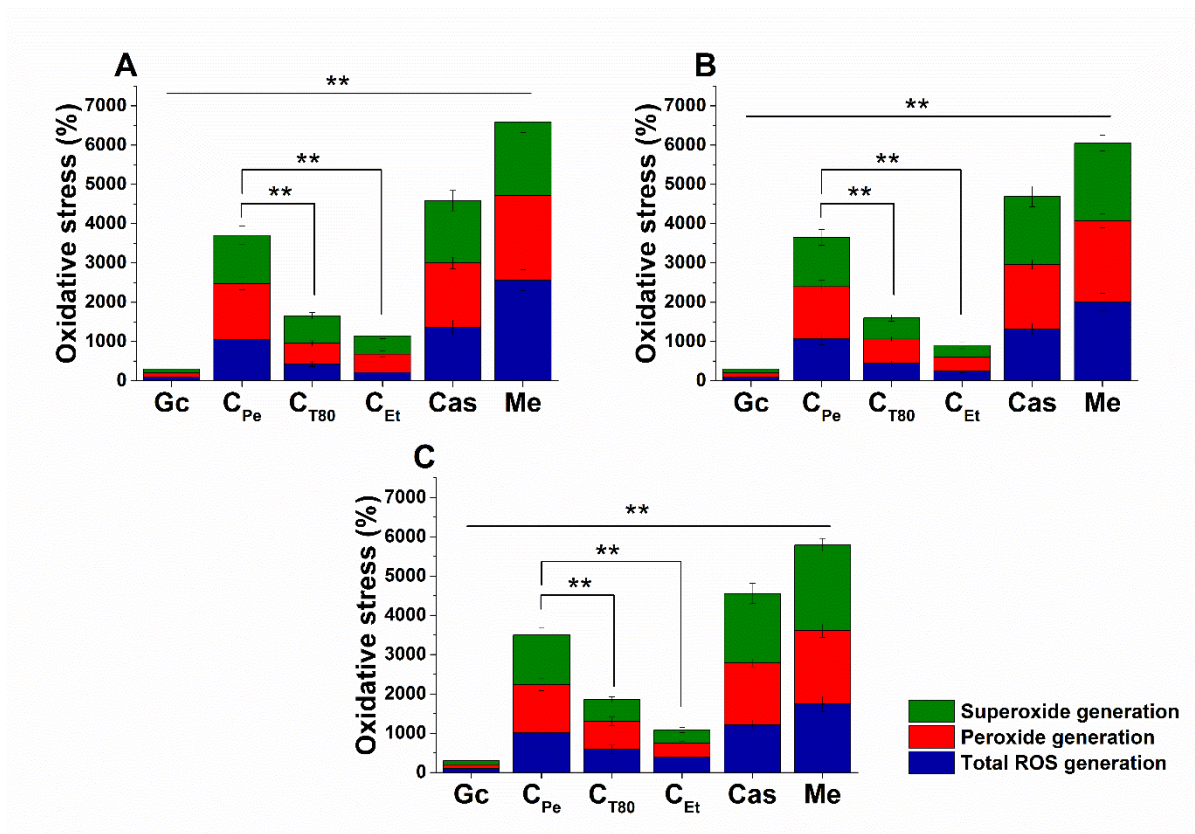 A
**
Oxidative stress (%)
7000
6000
5000
4000
3000
2000
1000
0
**
**
Gc CPe CT80 CEt Cas Me
B
**
Oxidative stress (%)
7000
6000
5000
4000
3000
2000
1000
0
**
**
Gc CPe CT80 CEt Cas Me
C
**
Oxidative stress (%)
7000
6000
5000
4000
3000
2000
1000
0
**
**
Gc CPe CT80 CEt Cas Me
Superoxide generation
Peroxide generation
Total ROS generation